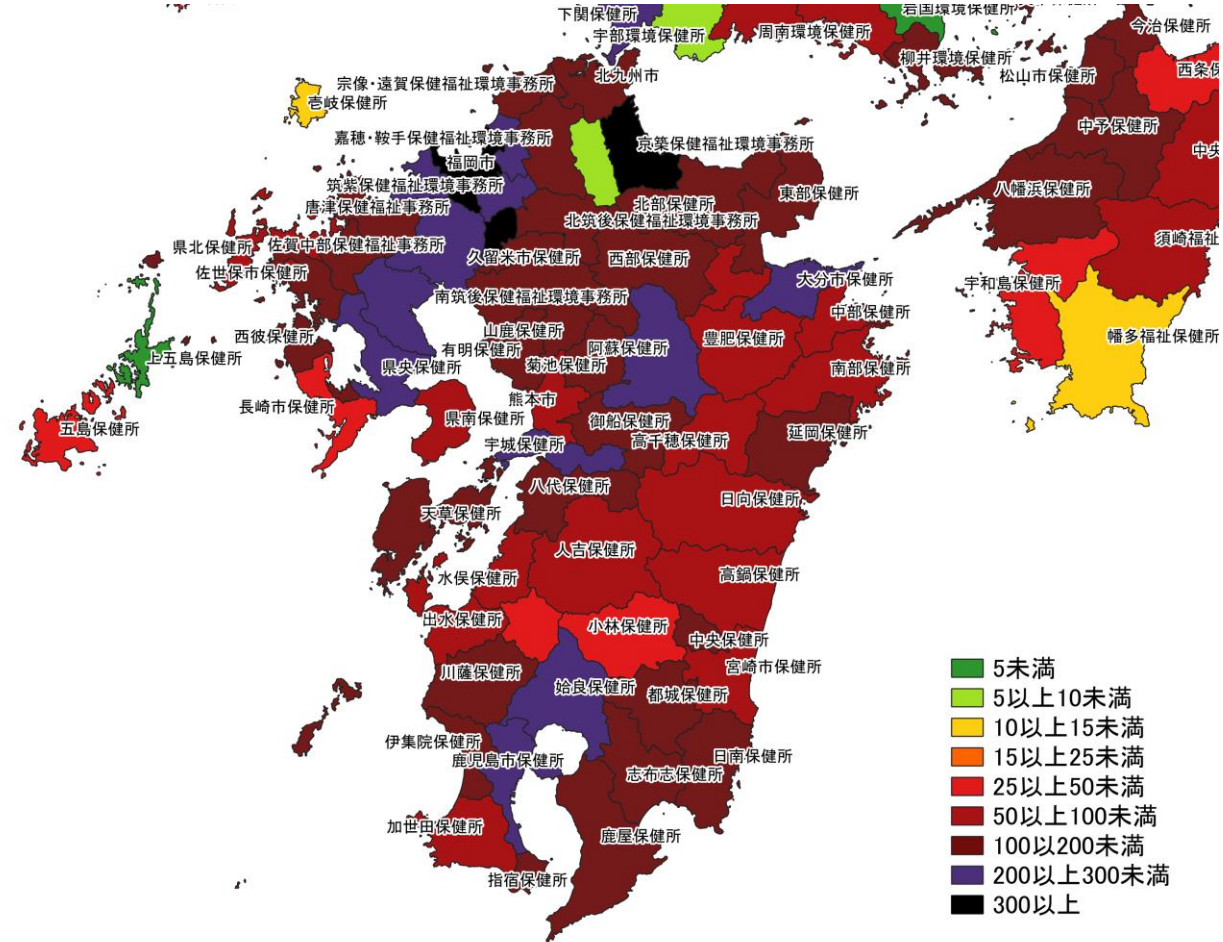 下関保健所
岩国環境保健所
宇部環境保健所
周南環境保健所
今治保健所
柳井環境保健所
北九州市
松山市保健所
西条保
宗像・遠賀保健福祉環境事務所
壱岐保健所
中予保健所
嘉穂・鞍手保健福祉環境事務所
京築保健福祉環境事務所
福岡市
中央
筑紫保健福祉環境事務所
東部保健所
八幡浜保健所
唐津保健福祉事務所
北部保健所
北筑後保健福祉環境事務所
県北保健所
佐賀中部保健福祉事務所
須崎福祉
久留米市保健所
西部保健所
佐世保市保健所
大分市保健所
宇和島保健所
南筑後保健福祉環境事務所
中部保健所
西彼保健所
山鹿保健所
豊肥保健所
幡多福祉保健所
有明保健所
阿蘇保健所
上五島保健所
県央保健所
菊池保健所
南部保健所
熊本市
長崎市保健所
県南保健所
御船保健所
五島保健所
宇城保健所
高千穂保健所
延岡保健所
八代保健所
日向保健所
天草保健所
人吉保健所
水俣保健所
高鍋保健所
出水保健所
小林保健所
中央保健所
川薩保健所
宮崎市保健所
姶良保健所
都城保健所
伊集院保健所
鹿児島市保健所
日南保健所
志布志保健所
加世田保健所
鹿屋保健所
指宿保健所
5未満
5以上10未満
10以上15未満
15以上25未満
25以上50未満
50以上100未満
100以200未満
200以上300未満
300以上